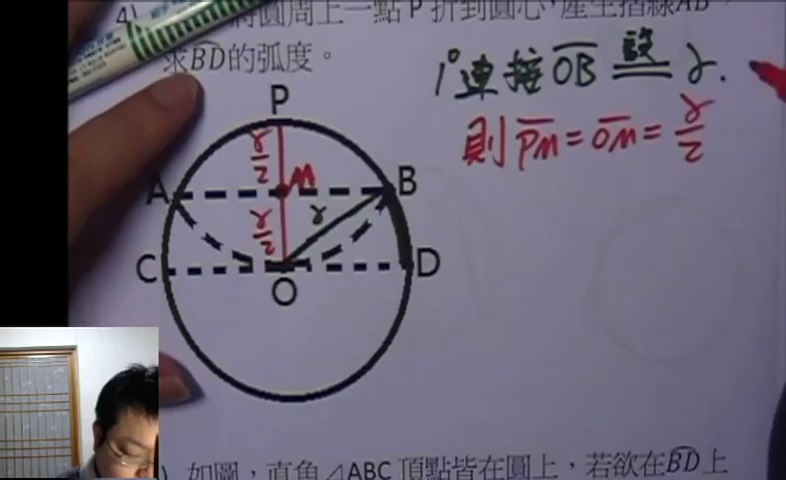 4) 將圓周上一點P折到圓心,產生摺線AB,
求BD的弧度。
1° 連接OB 設 r.
則 PM = OM = r/2
P
r/2
M
A
B
r/2
r
C
D
O
) 如圖,直角⊿ABC 頂點皆在圓上,若欲在BD上